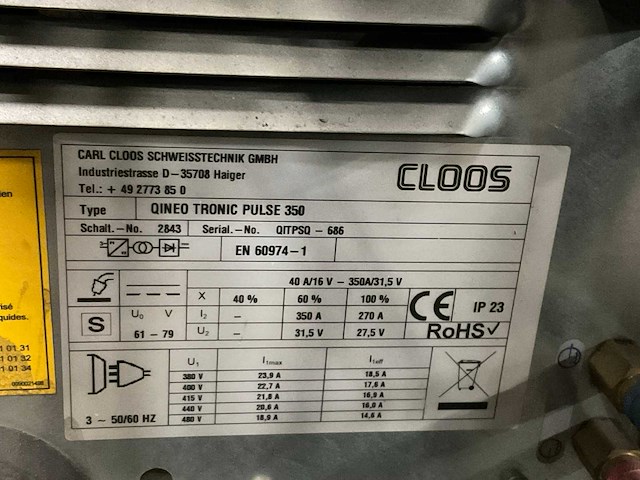 CARL CLOOS SCHWEISSTECHNIK GMBH
Industriestrasse D-35708 Haiger
Tel.: + 49 2773 85 0
CLOOS
Type QINEO TRONIC PULSE 350
Schalt.-No. 2843 Serial.-No. QITPSQ - 686
EN 60974-1
40 A/16 V - 350A/31,5 V
X 40 % 60 % 100 %
U₀ V I₂ - 350 A 270 A
S 61 - 79 U₂ - 31,5 V 27,5 V
CE IP 23
RoHS✓
U₁ I₁max I₁eff
380 V 23,9 A 18,5 A
400 V 22,7 A 17,6 A
415 V 21,8 A 16,9 A
440 V 20,6 A 16,0 A
480 V 18,9 A 14,6 A
3 ~ 50/60 HZ